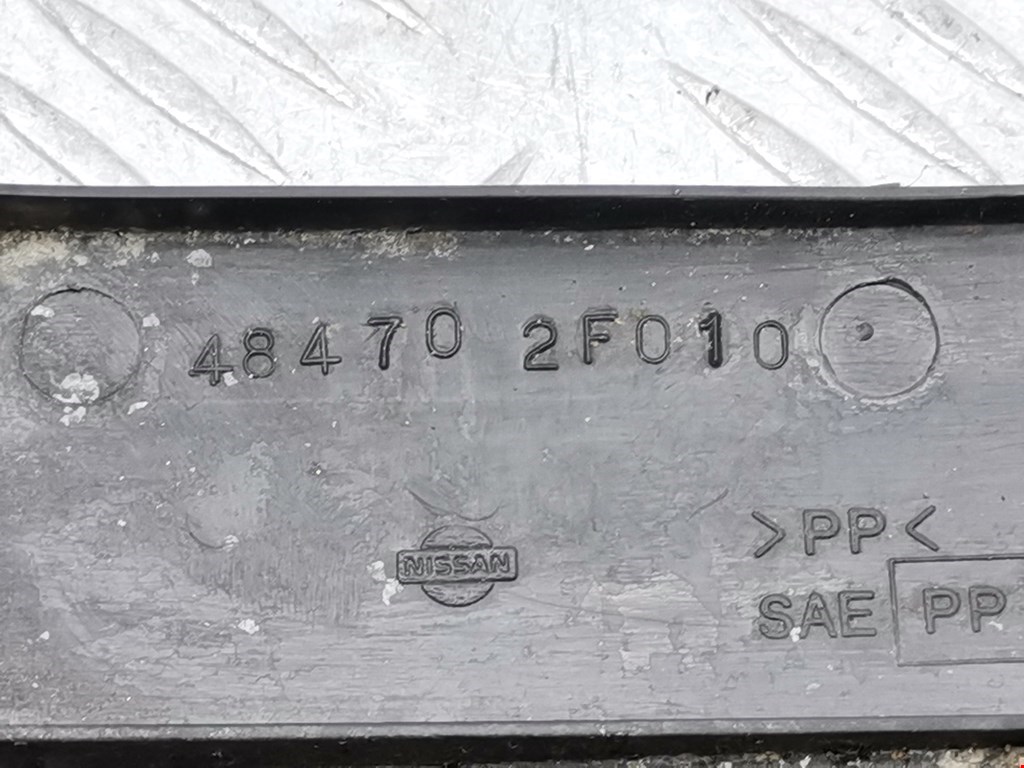 48470 2F010
NISSAN
>PP<
SAE PP